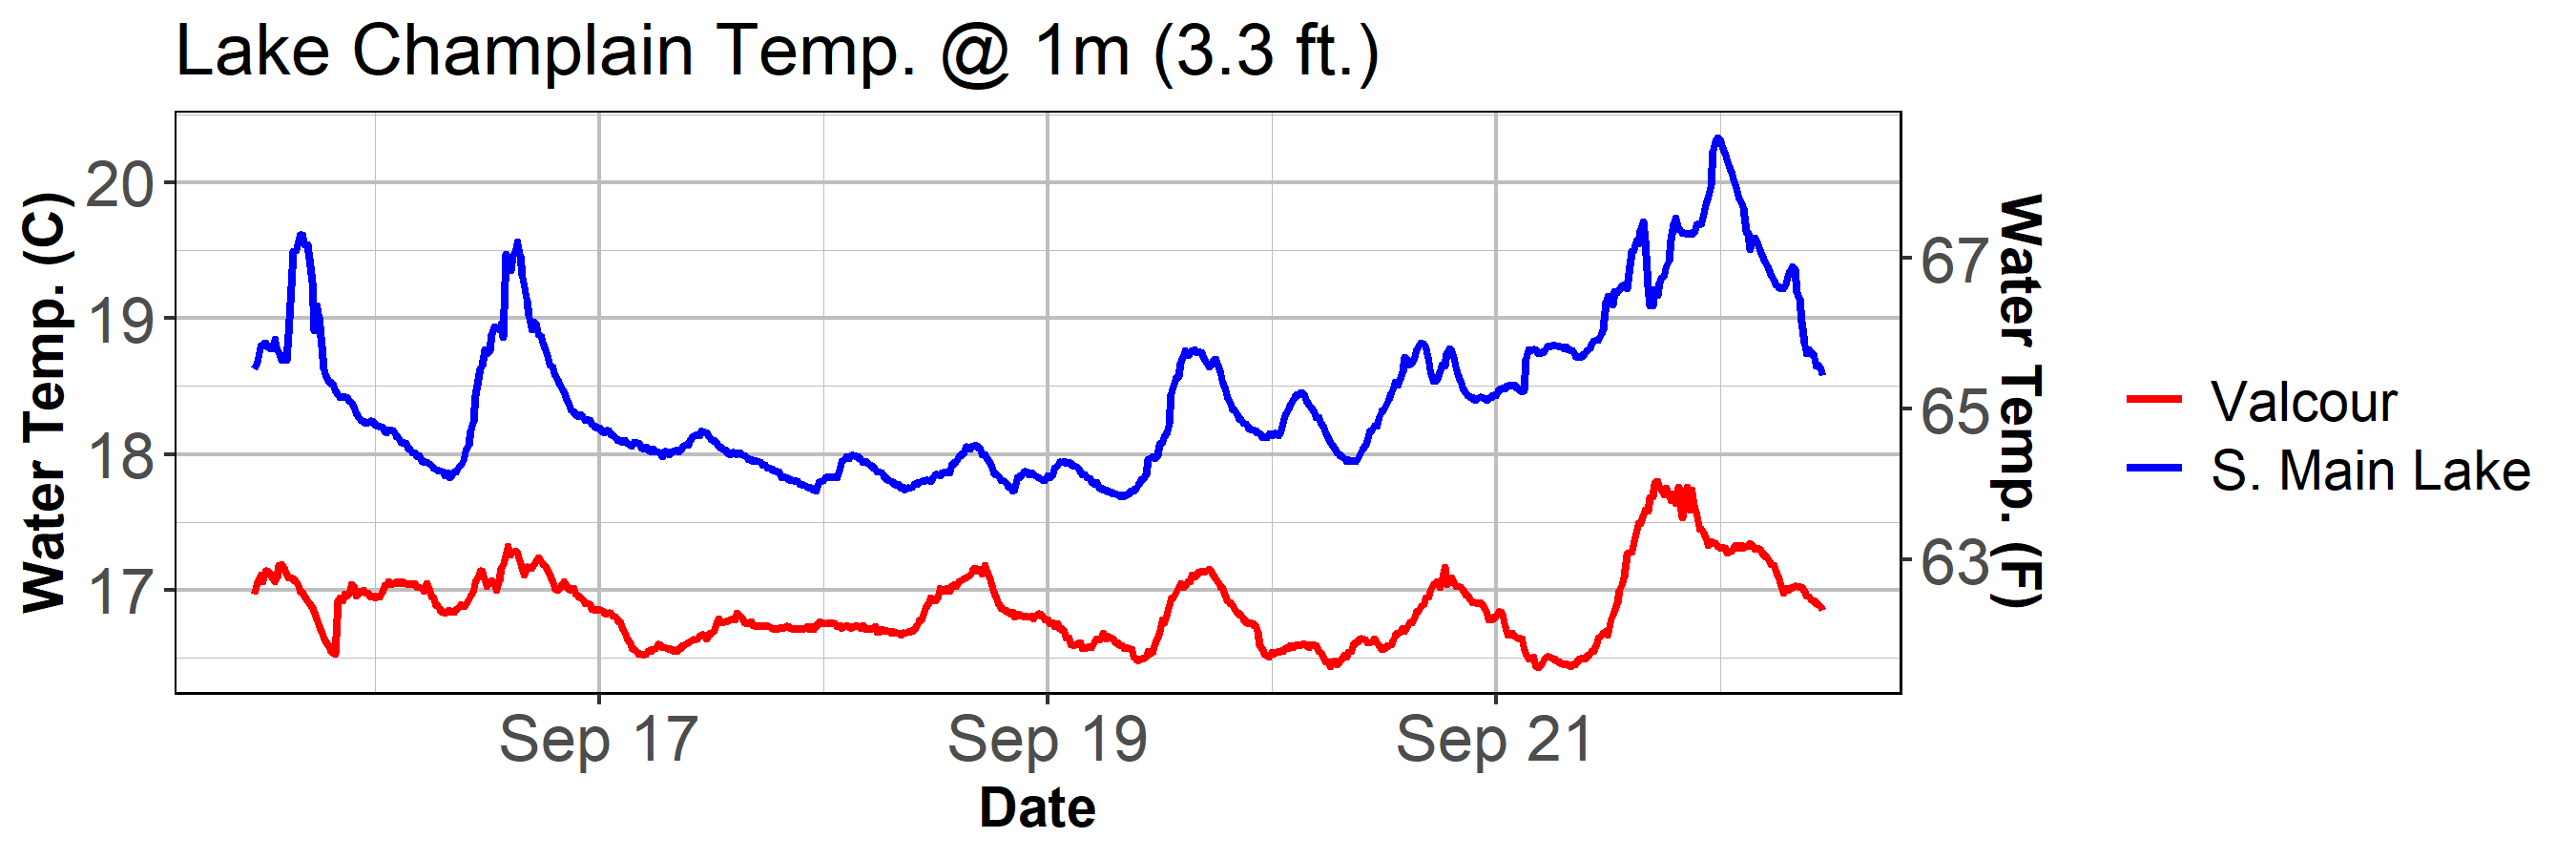 Lake Champlain Temp. @ 1m (3.3 ft.)
Water Temp. (C)
20
19
18
17
67
65
63
Water Temp. (F)
Sep 17
Sep 19
Sep 21
Date
Valcour
S. Main Lake